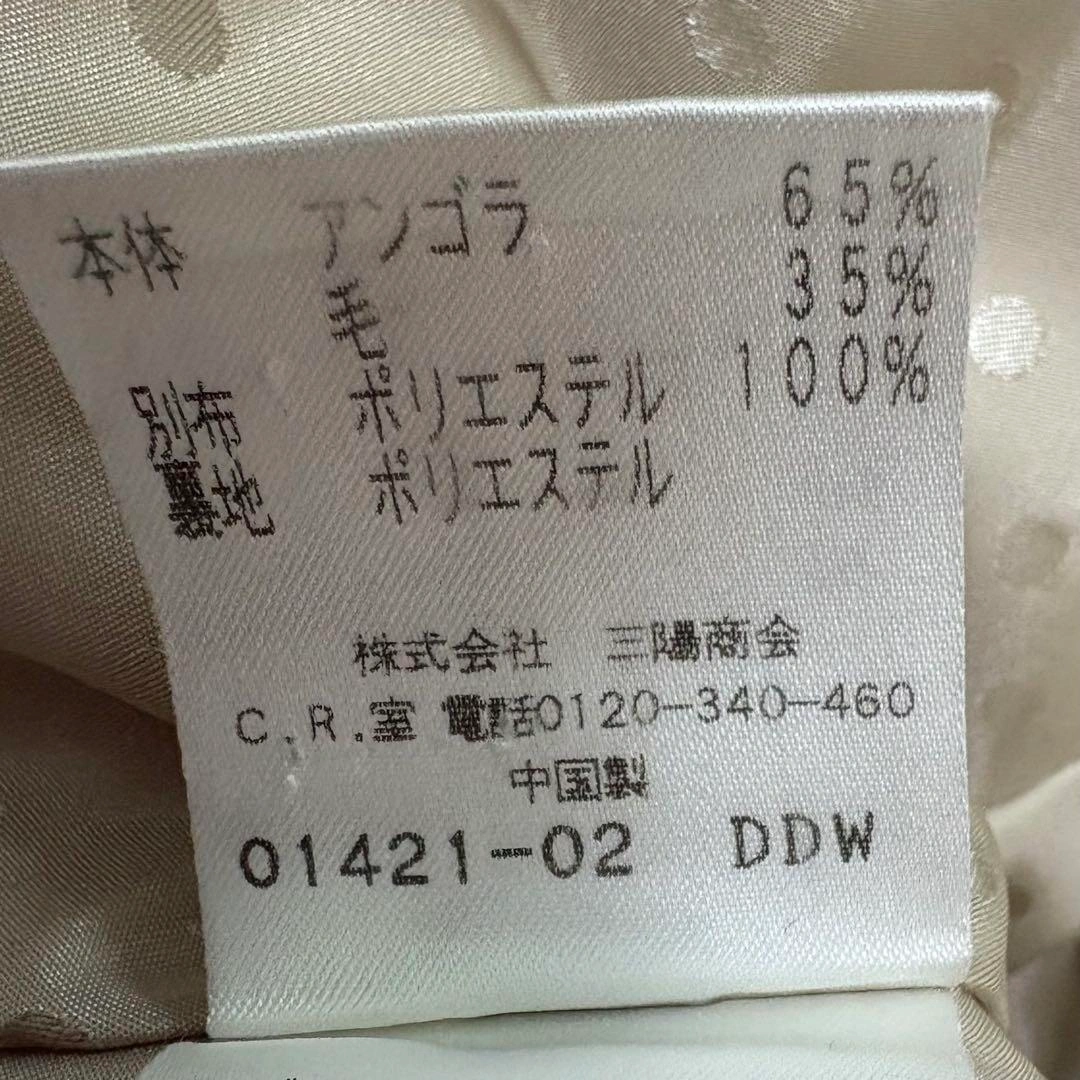 本体 アンゴラ 65%
毛 35%
別布 ポリエステル 100%
裏地 ポリエステル
株式会社 三陽商会
C.R.室 電話0120-340-460
中国製
01421-02 DDW